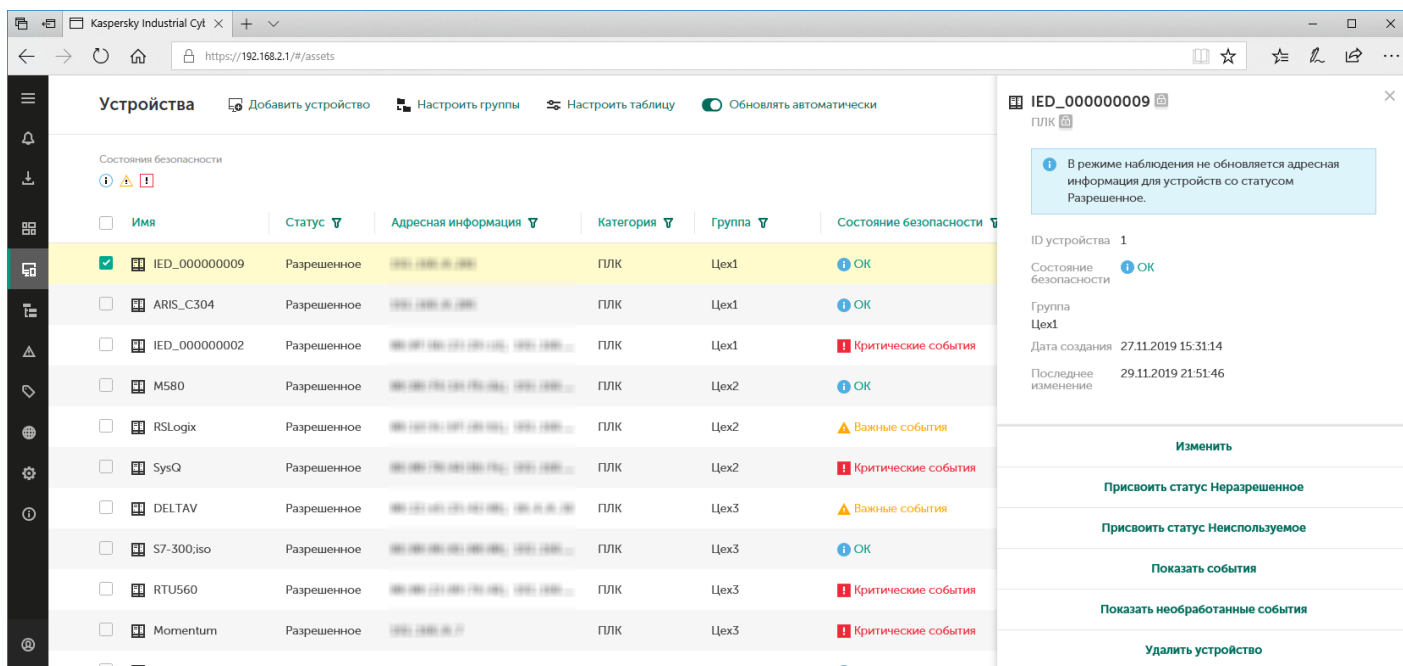 Kaspersky Industrial Cyl
https://192.168.2.1/#/assets
Устройства
Добавить устройство
Настроить группы
Настроить таблицу
Обновлять автоматически
Состояния безопасности
Имя Статус Адресная информация Категория Группа Состояние безопасности
IED_000000009 Разрешенное ПЛК Цех1 OK
ARIS_C304 Разрешенное ПЛК Цех1 OK
IED_000000002 Разрешенное ПЛК Цех1 Критические события
M580 Разрешенное ПЛК Цех2 OK
RSLogix Разрешенное ПЛК Цех2 Важные события
SysQ Разрешенное ПЛК Цех2 Критические события
DELTAV Разрешенное ПЛК Цех3 Важные события
S7-300;iso Разрешенное ПЛК Цех3 OK
RTU560 Разрешенное ПЛК Цех3 Критические события
Momentum Разрешенное ПЛК Цех3 Критические события
IED_000000009
ПЛК
В режиме наблюдения не обновляется адресная
информация для устройств со статусом
Разрешенное.
ID устройства 1
Состояние OK
безопасности
Группа
Цех1
Дата создания 27.11.2019 15:31:14
Последнее 29.11.2019 21:51:46
изменение
Изменить
Присвоить статус Неразрешенное
Присвоить статус Неиспользуемое
Показать события
Показать необработанные события
Удалить устройство